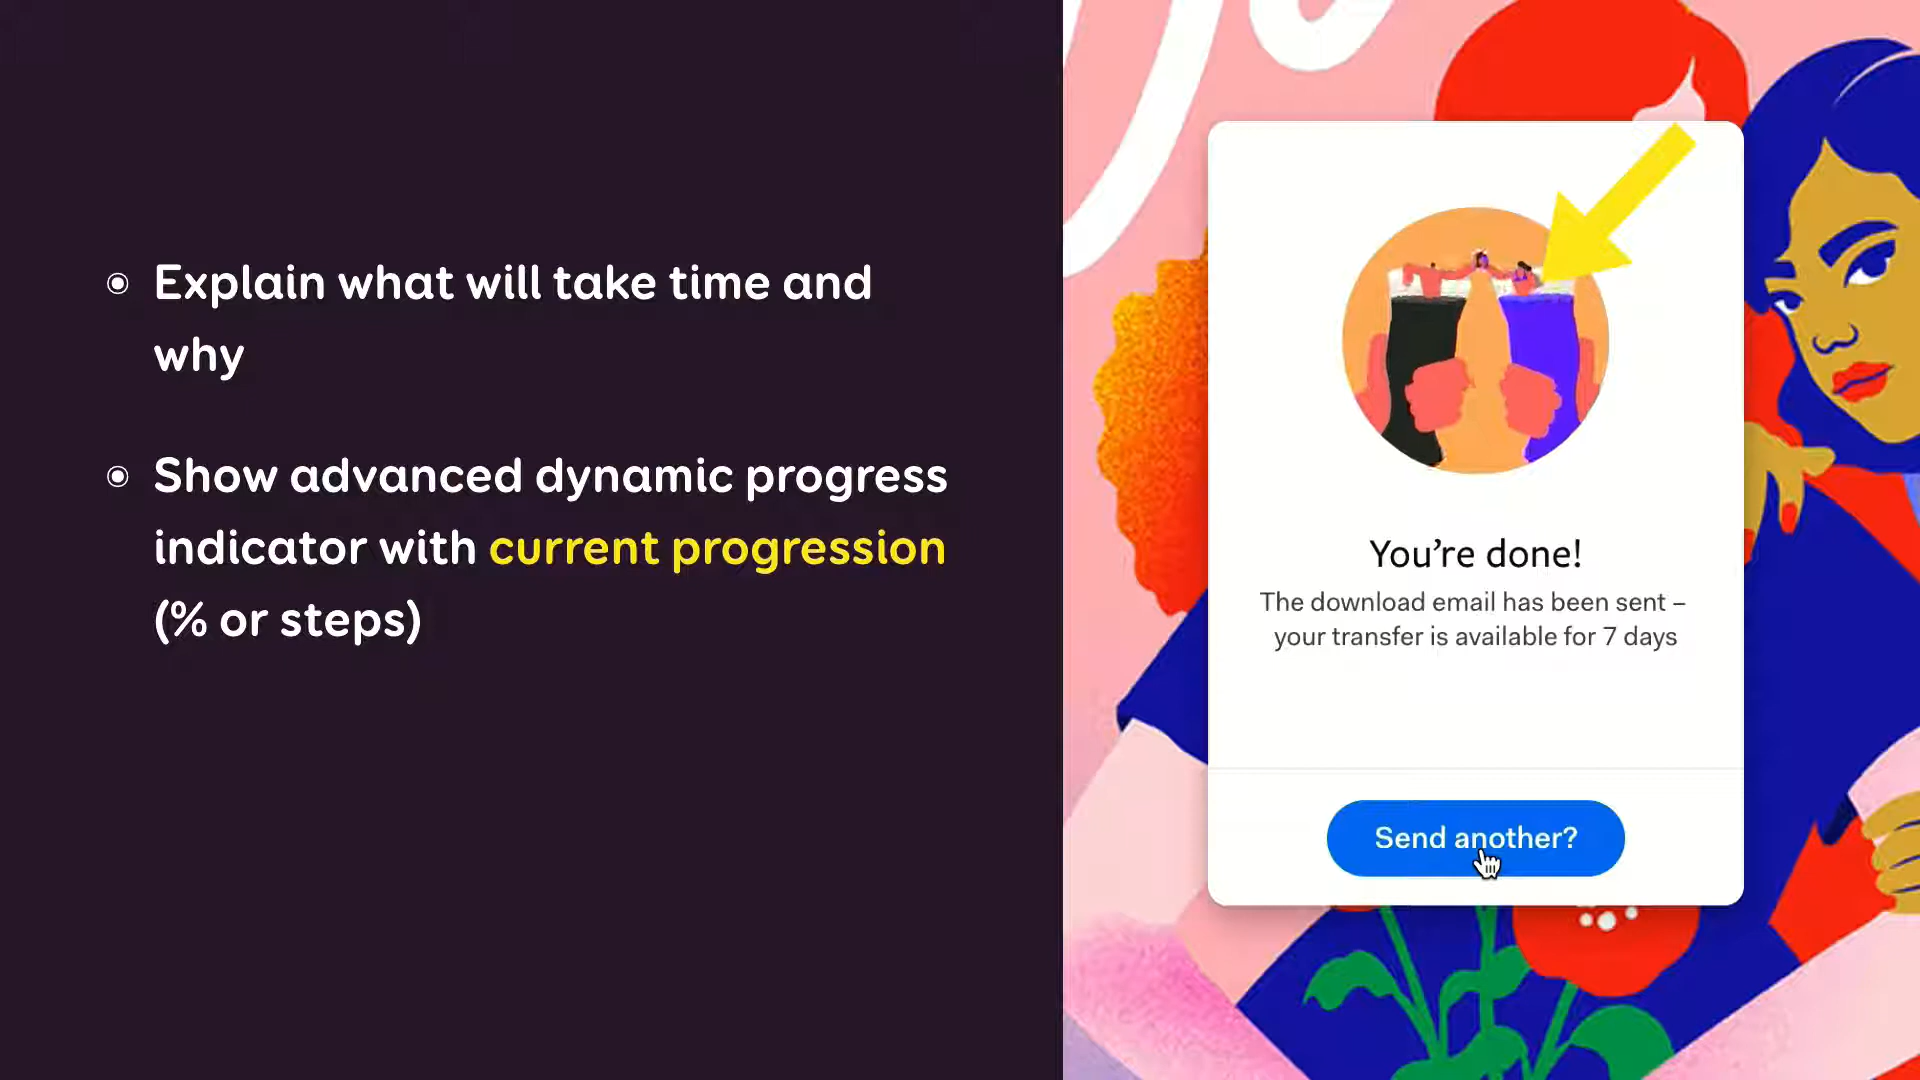 Explain what will take time and
why
Show advanced dynamic progress
indicator with current progression
(% or steps)
You’re done!
The download email has been sent –
your transfer is available for 7 days
Send another?